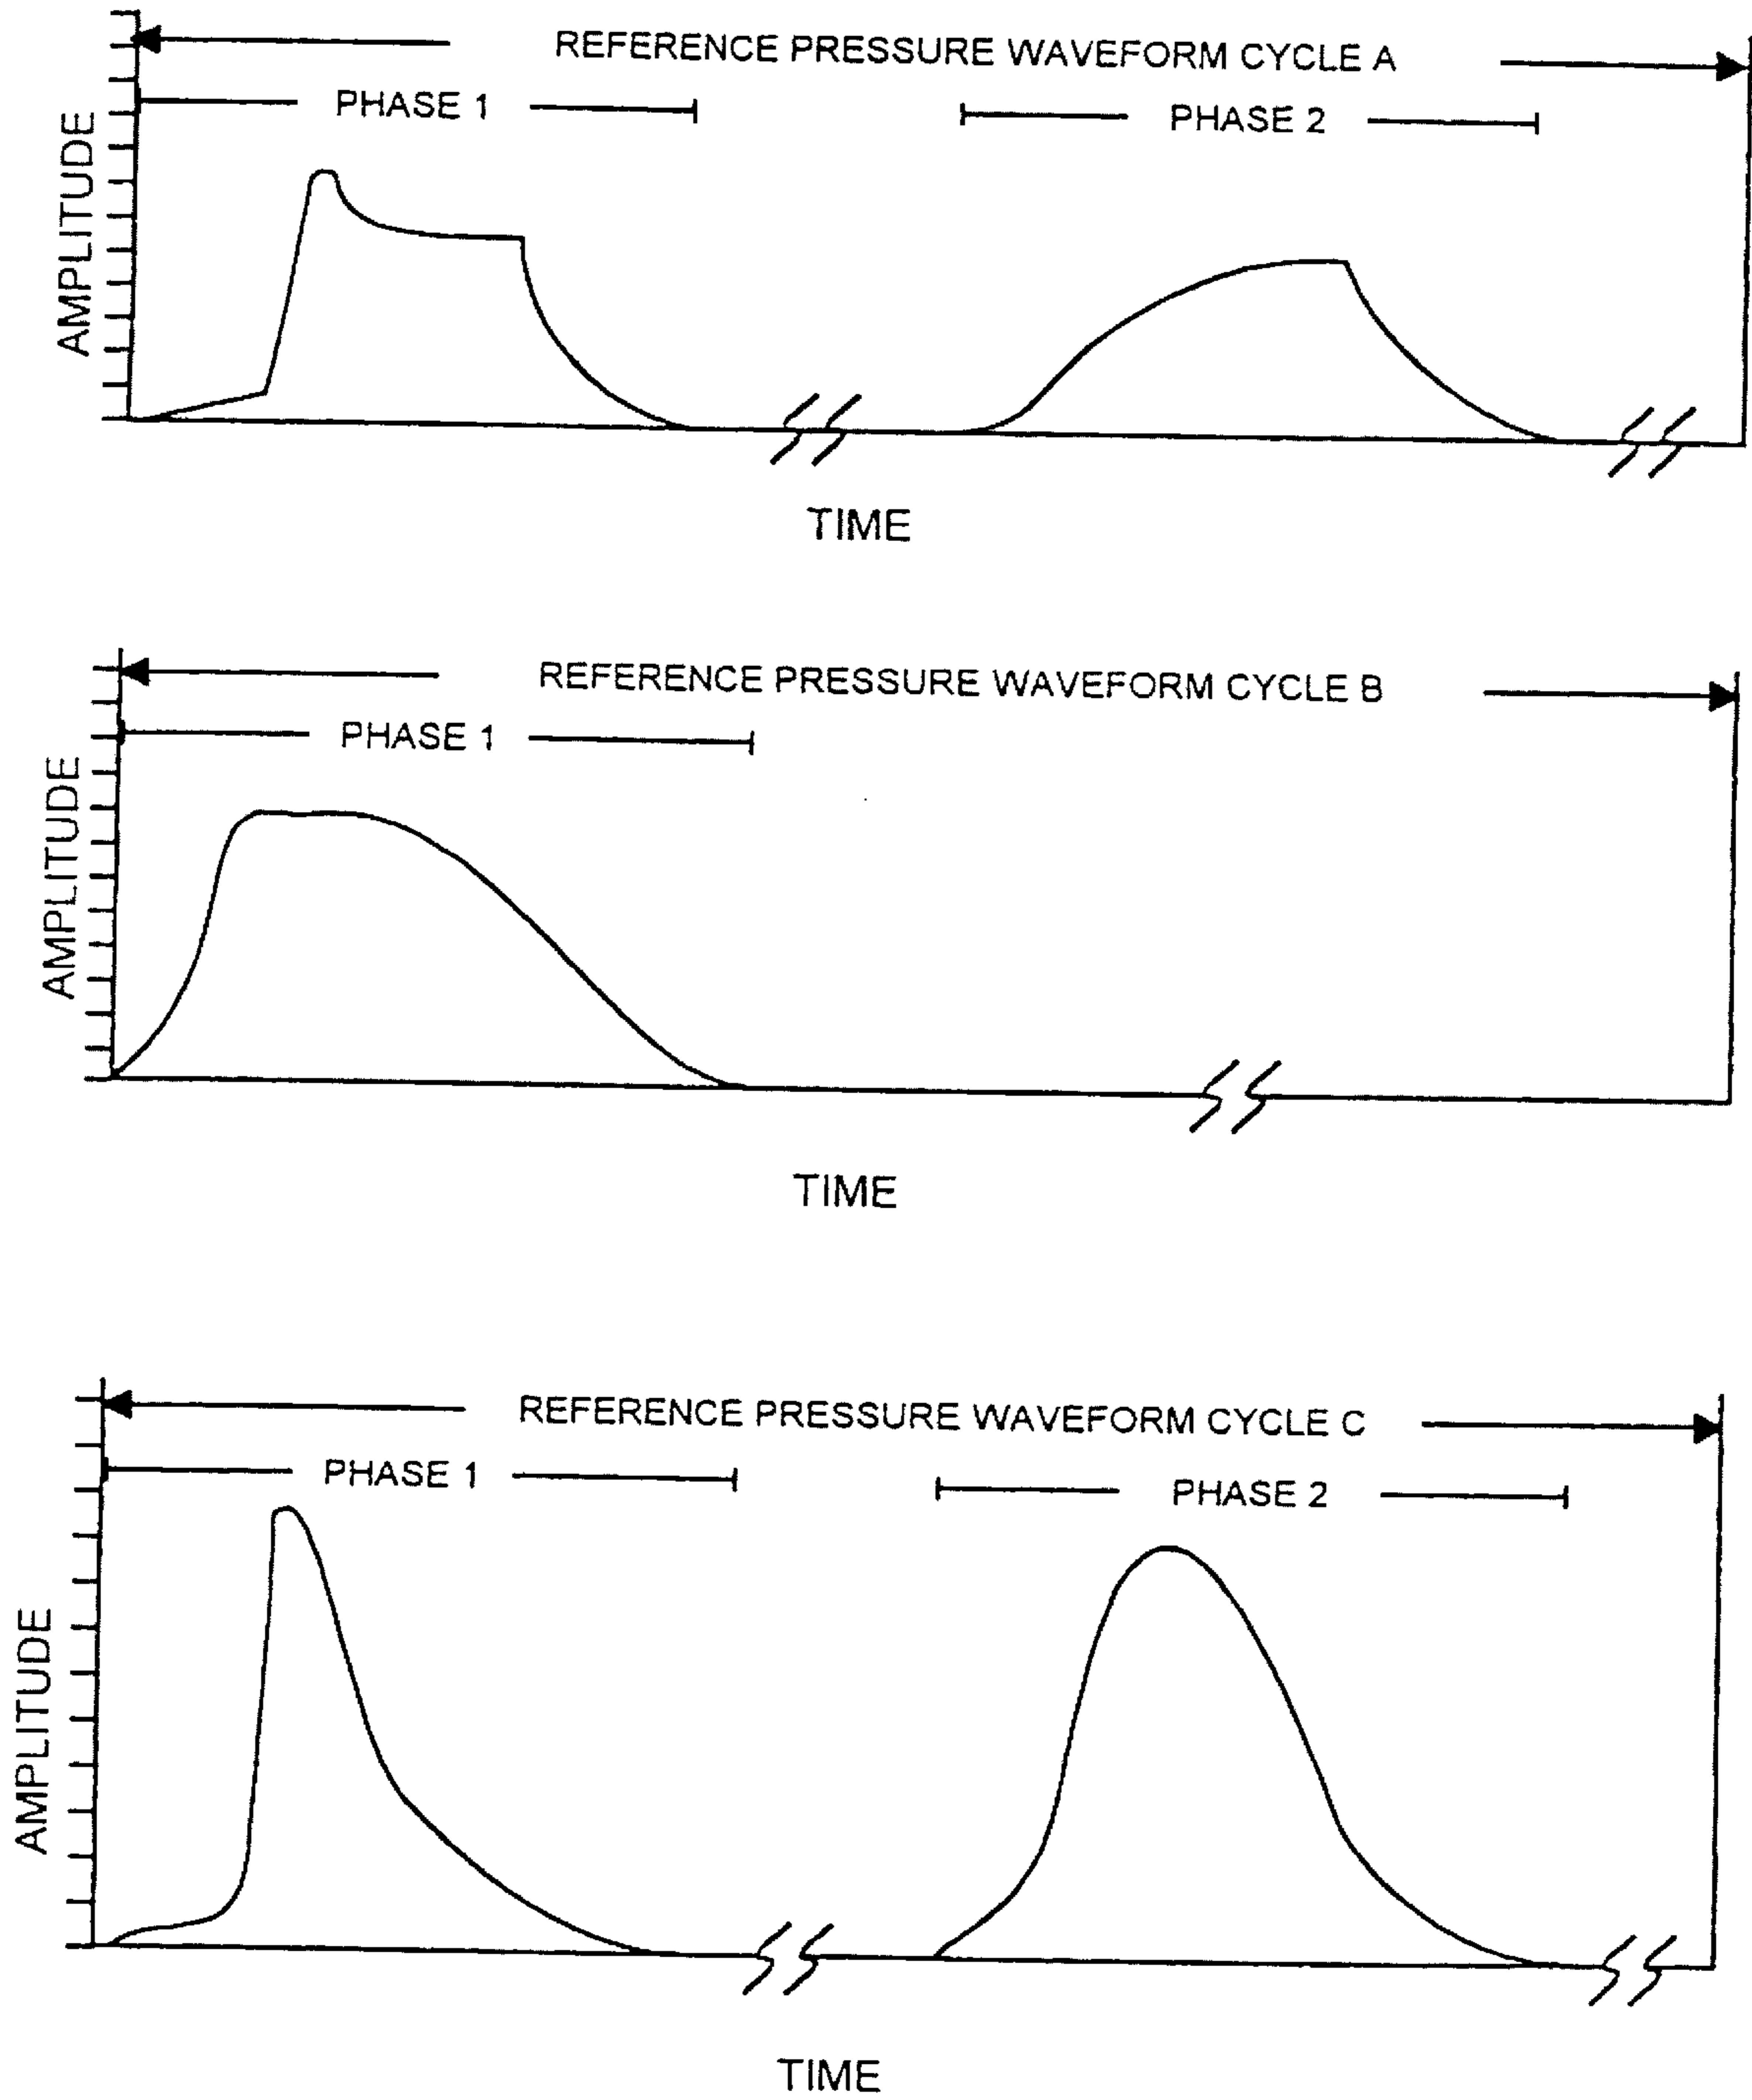 REFERENCE PRESSURE WAVEFORM CYCLE A
PHASE 1
PHASE 2
AMPLITUDE
TIME
REFERENCE PRESSURE WAVEFORM CYCLE B
PHASE 1
AMPLITUDE
TIME
REFERENCE PRESSURE WAVEFORM CYCLE C
PHASE 1
PHASE 2
AMPLITUDE
TIME